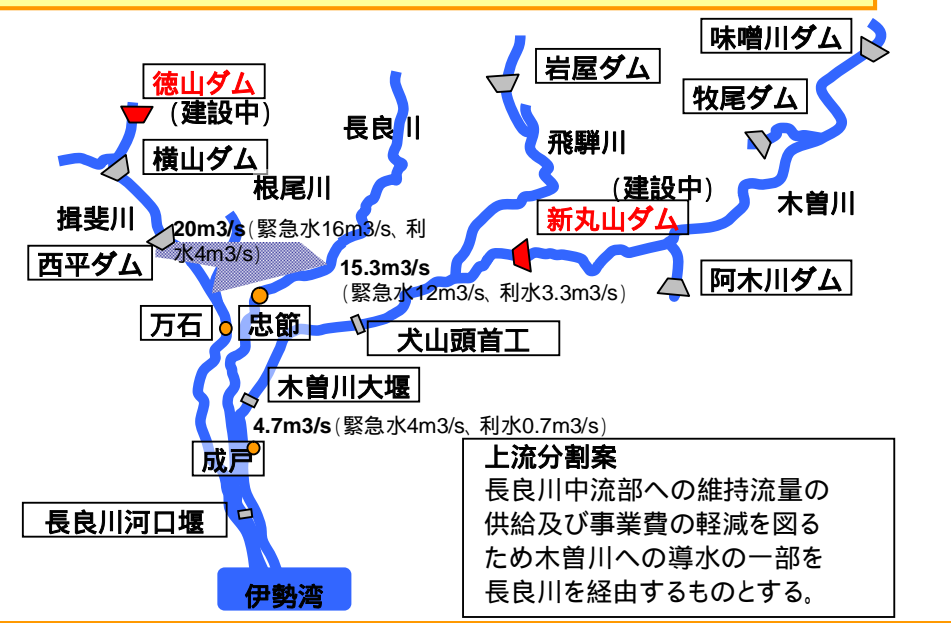 味噌川ダム
岩屋ダム
徳山ダム
(建設中)
牧尾ダム
長良川
飛騨川
横山ダム
根尾川
(建設中)
木曽川
新丸山ダム
揖斐川
20m3/s(緊急水16m3/s、利
水4m3/s)
西平ダム
15.3m3/s
(緊急水12m3/s、利水3.3m3/s)
阿木川ダム
万石
忠節
犬山頭首工
木曽川大堰
4.7m3/s(緊急水4m3/s、利水0.7m3/s)
成戸
上流分割案
長良川中流部への維持流量の
供給及び事業費の軽減を図る
ため木曽川への導水の一部を
長良川を経由するものとする。
長良川河口堰
伊勢湾